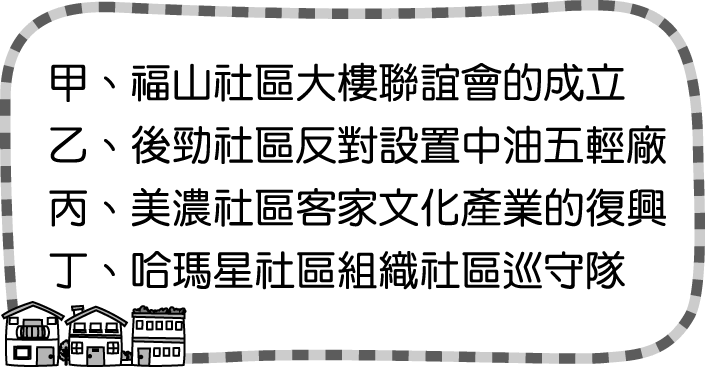 甲、福山社區大樓聯誼會的成立
乙、後勁社區反對設置中油五輕廠
丙、美濃社區客家文化產業的復興
丁、哈瑪星社區組織社區巡守隊